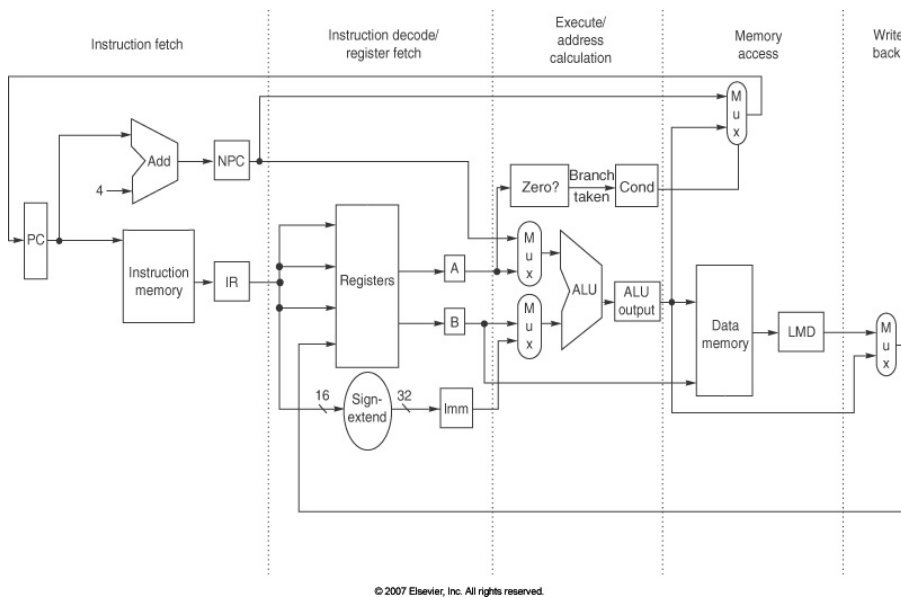 Instruction fetch
Instruction decode/
register fetch
Execute/
address
calculation
Memory
access
Write
back
M
u
x
Add
NPC
4
Zero?
Branch
taken
Cond
PC
Instruction
memory
IR
Registers
A
B
M
u
x
M
u
x
ALU
ALU
output
Data
memory
LMD
M
u
x
16
Sign-
extend
32
Imm
© 2007 Elsevier, Inc. All rights reserved.